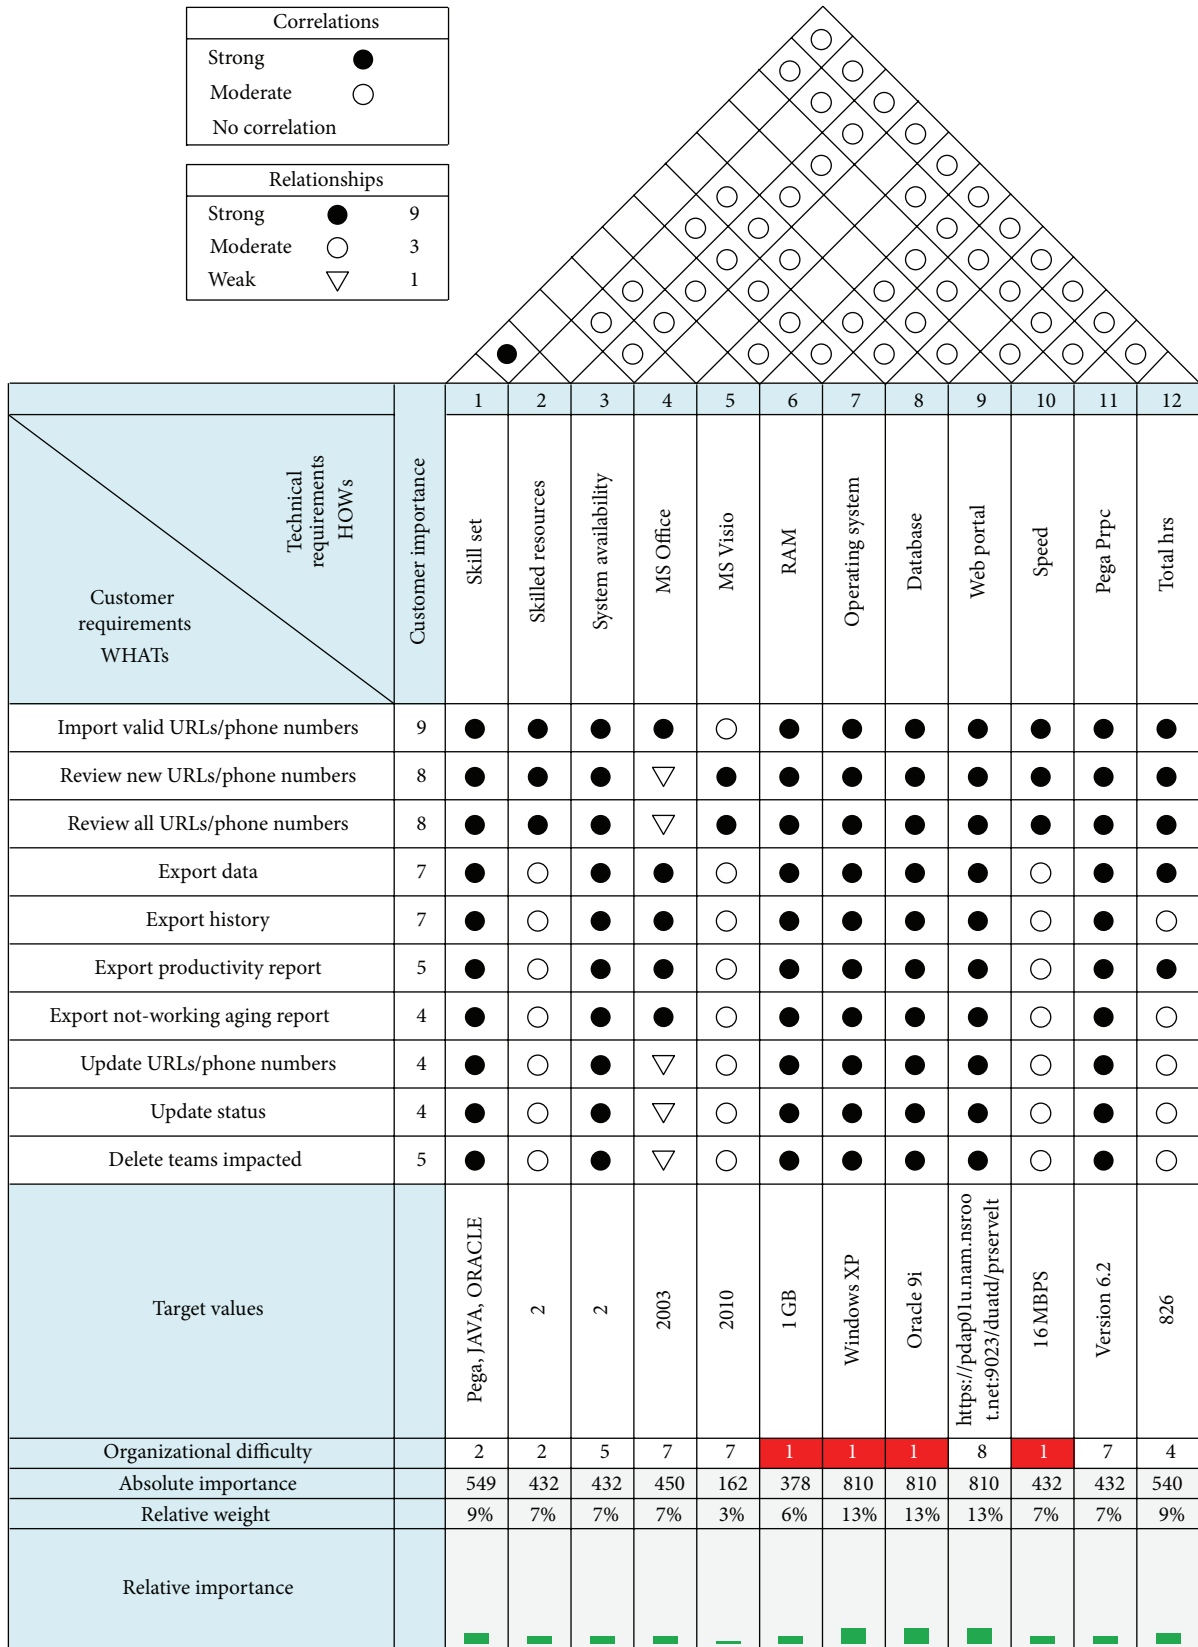 Correlations
Strong
Moderate
No correlation
Relationships
Strong 9
Moderate 3
Weak 1
1 2 3 4 5 6 7 8 9 10 11 12
Technical
requirements
HOWs
Customer
requirements
WHATs
Customer importance
Skill set
Skilled resources
System availability
MS Office
MS Visio
RAM
Operating system
Database
Web portal
Speed
Pega Prpc
Total hrs
Import valid URLs/phone numbers 9
Review new URLs/phone numbers 8
Review all URLs/phone numbers 8
Export data 7
Export history 7
Export productivity report 5
Export not-working aging report 4
Update URLs/phone numbers 4
Update status 4
Delete teams impacted 5
Target values
Pega, JAVA, ORACLE
2
2
2003
2010
1 GB
Windows XP
Oracle 9i
https://pdap01u.nam.nsroo
t.net:9023/duatd/prservelt
16 MBPS
Version 6.2
826
Organizational difficulty 2 2 5 7 7 1 1 1 8 1 7 4
Absolute importance 549 432 432 450 162 378 810 810 810 432 432 540
Relative weight 9% 7% 7% 7% 3% 6% 13% 13% 13% 7% 7% 9%
Relative importance